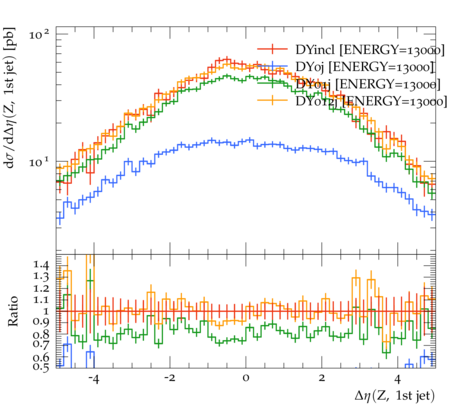 10²
DYincl [ENERGY=13000]
DY0j [ENERGY=13000]
DY01j [ENERGY=13000]
DY012j [ENERGY=13000]
dσ/dΔη(Z, 1st jet) [pb]
10¹
1.4
1.3
1.2
1.1
1
0.9
0.8
0.7
0.6
0.5
Ratio
-4 -2 0 2 4
Δη(Z, 1st jet)